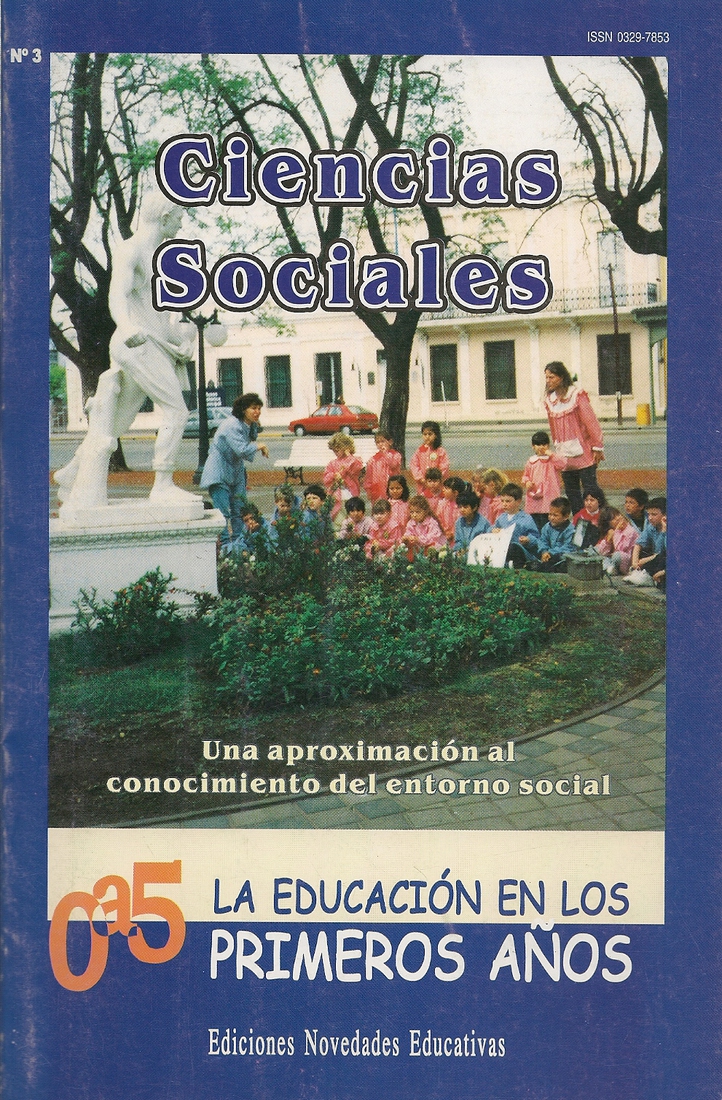 ISSN 0329-7853
Nº 3
Ciencias
Sociales
Una aproximación al
conocimiento del entorno social
0a5
LA EDUCACIÓN EN LOS
PRIMEROS AÑOS
Ediciones Novedades Educativas